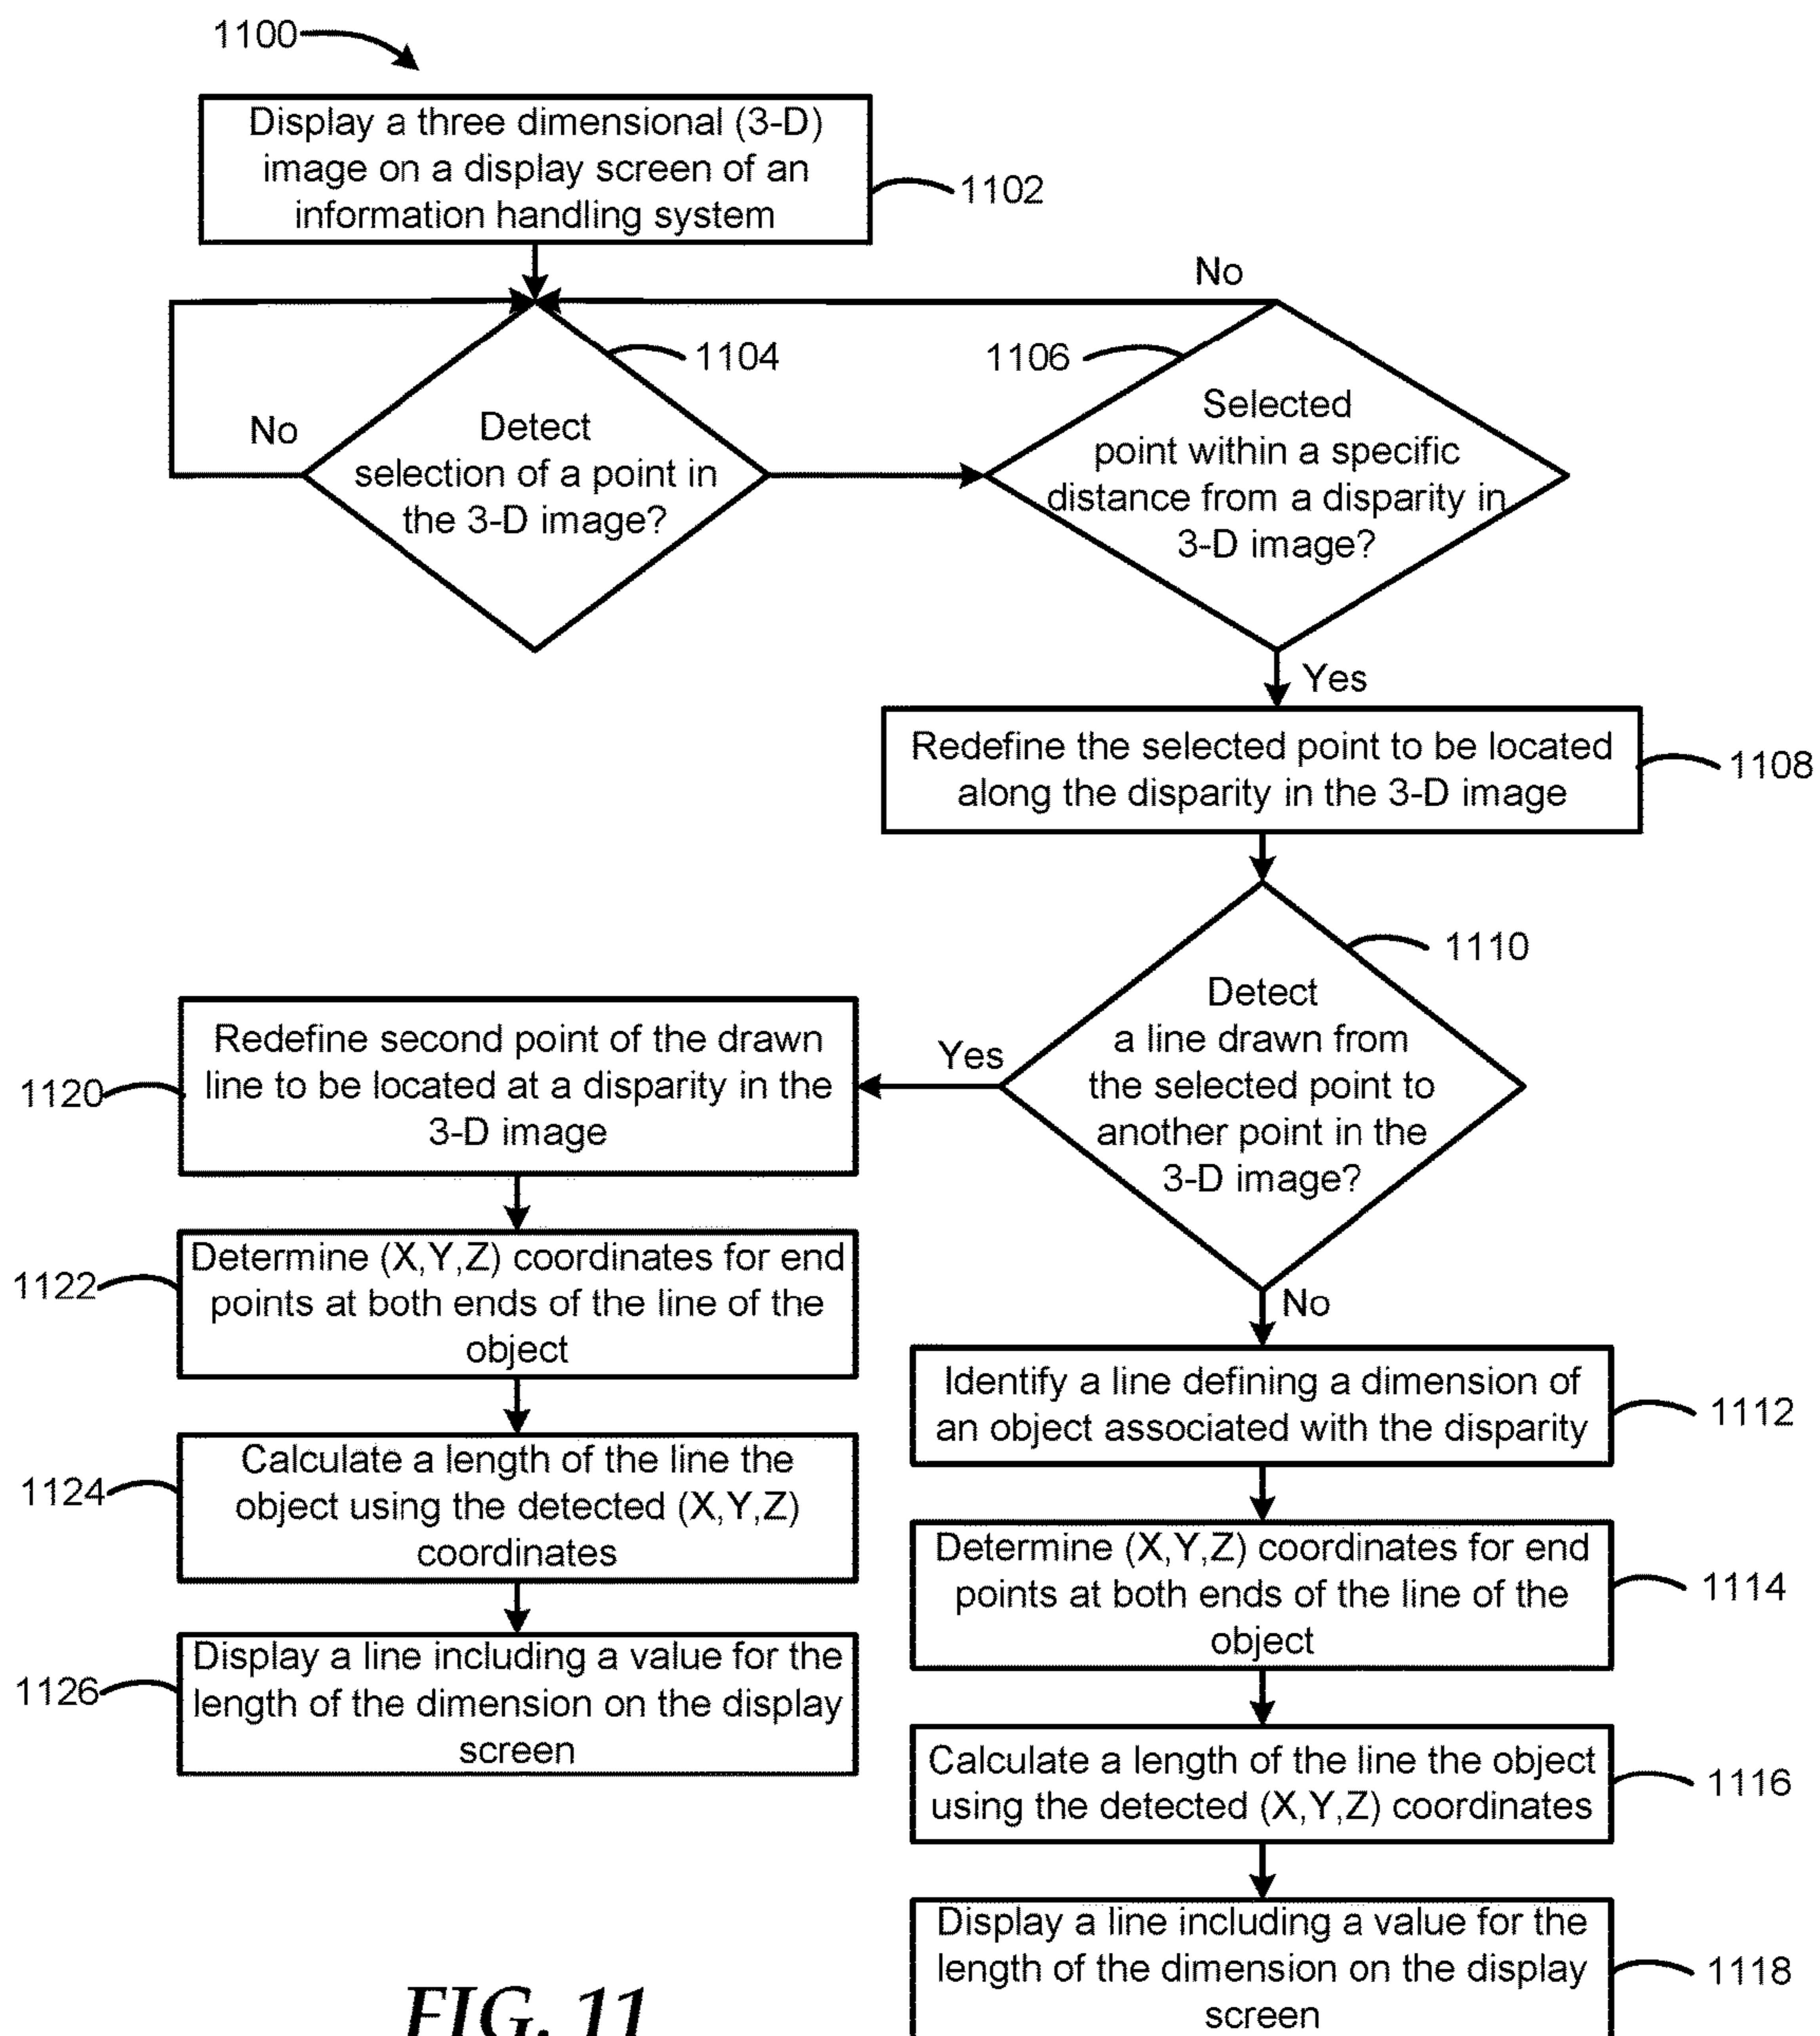 1100
Display a three dimensional (3-D)
image on a display screen of an
information handling system
1102
No
1104
1106
No
Detect
selection of a point in
the 3-D image?
Selected
point within a specific
distance from a disparity in
3-D image?
Yes
Redefine the selected point to be located
along the disparity in the 3-D image
1108
1110
Detect
a line drawn from
the selected point to
another point in the
3-D image?
Yes
Redefine second point of the drawn
line to be located at a disparity in the
3-D image
1120
Determine (X,Y,Z) coordinates for end
points at both ends of the line of the
object
1122
No
Identify a line defining a dimension of
an object associated with the disparity
1112
Calculate a length of the line the
object using the detected (X,Y,Z)
coordinates
1124
Determine (X,Y,Z) coordinates for end
points at both ends of the line of the
object
1114
Display a line including a value for the
length of the dimension on the display
screen
1126
Calculate a length of the line the object
using the detected (X,Y,Z) coordinates
1116
Display a line including a value for the
length of the dimension on the display
screen
1118
FIG. 11